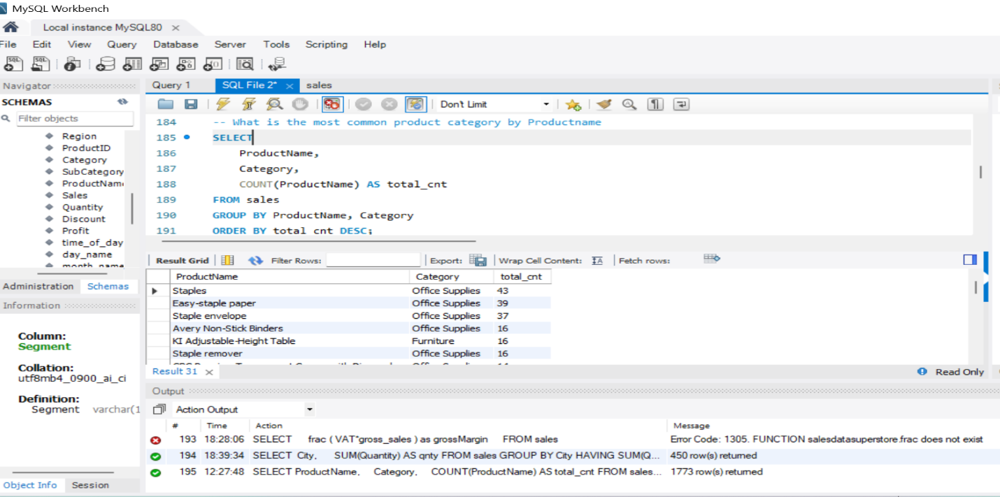 MySQL Workbench
Local instance MySQL80
File Edit View Query Database Server Tools Scripting Help
Navigator
SCHEMAS
Filter objects
Region
ProductID
Category
SubCategory
ProductNam
Sales
Quantity
Discount
Profit
time_of_day
day_name
month_name
Administration Schemas
Information
Column:
Segment
Collation:
utf8mb4_0900_ai_ci
Definition:
Segment varchar(1
Object Info Session
Query 1 SQL File 2* sales
Don't Limit
184 -- What is the most common product category by Productname
185 SELECT
186 ProductName,
187 Category,
188 COUNT(ProductName) AS total_cnt
189 FROM sales
190 GROUP BY ProductName, Category
191 ORDER BY total cnt DESC;
Result Grid Filter Rows: Export: Wrap Cell Content: Fetch rows:
ProductName Category total_cnt
Staples Office Supplies 43
Easy-staple paper Office Supplies 39
Staple envelope Office Supplies 37
Avery Non-Stick Binders Office Supplies 16
KI Adjustable-Height Table Furniture 16
Staple remover Office Supplies 16
Result 31 Read Only
Output
Action Output
# Time Action Message
193 18:28:06 SELECT frac ( VAT*gross_sales ) as grossMargin FROM sales Error Code: 1305. FUNCTION salesdatasuperstore.frac does not exist
194 18:39:34 SELECT City, SUM(Quantity) AS qnty FROM sales GROUP BY City HAVING SUM(Q... 450 row(s) returned
195 12:27:48 SELECT ProductName, Category, COUNT(ProductName) AS total_cnt FROM sales... 1773 row(s) returned